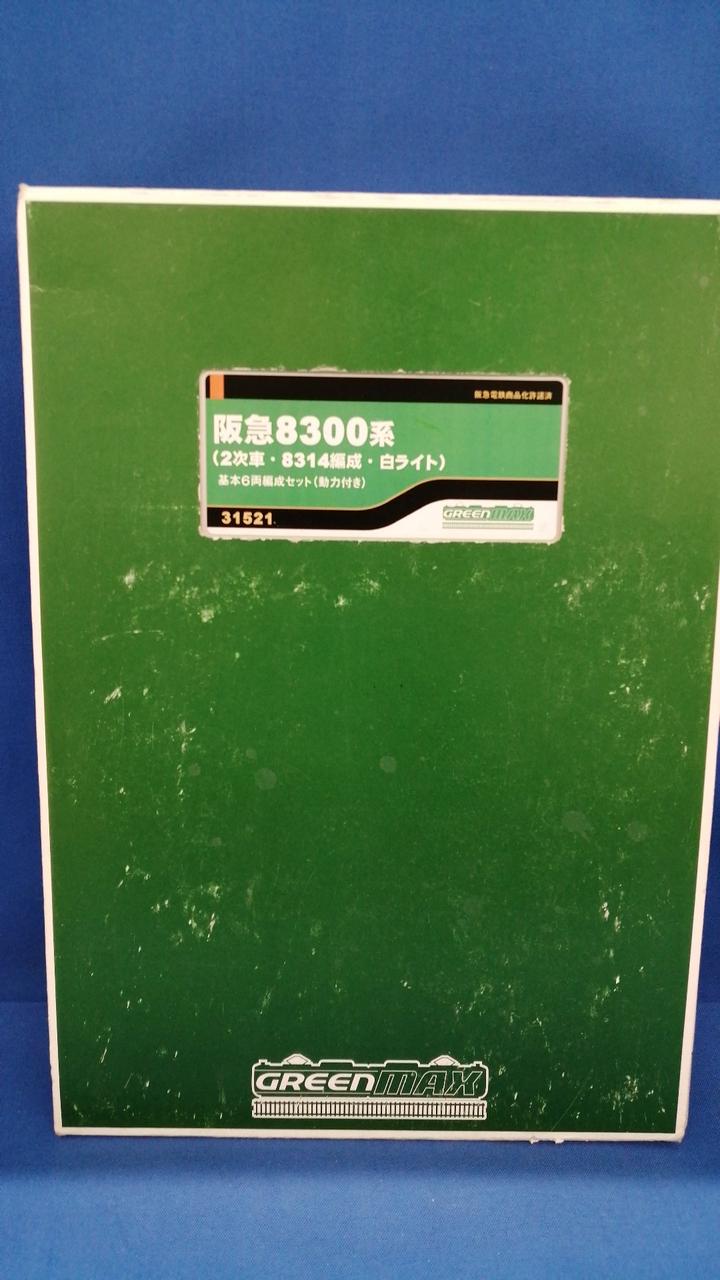 阪急電鉄商品化許諾済
阪急8300系
(2次車・8314編成・白ライト)
基本6両編成セット(動力付き)
31521
GREENMAX
GREENMAX